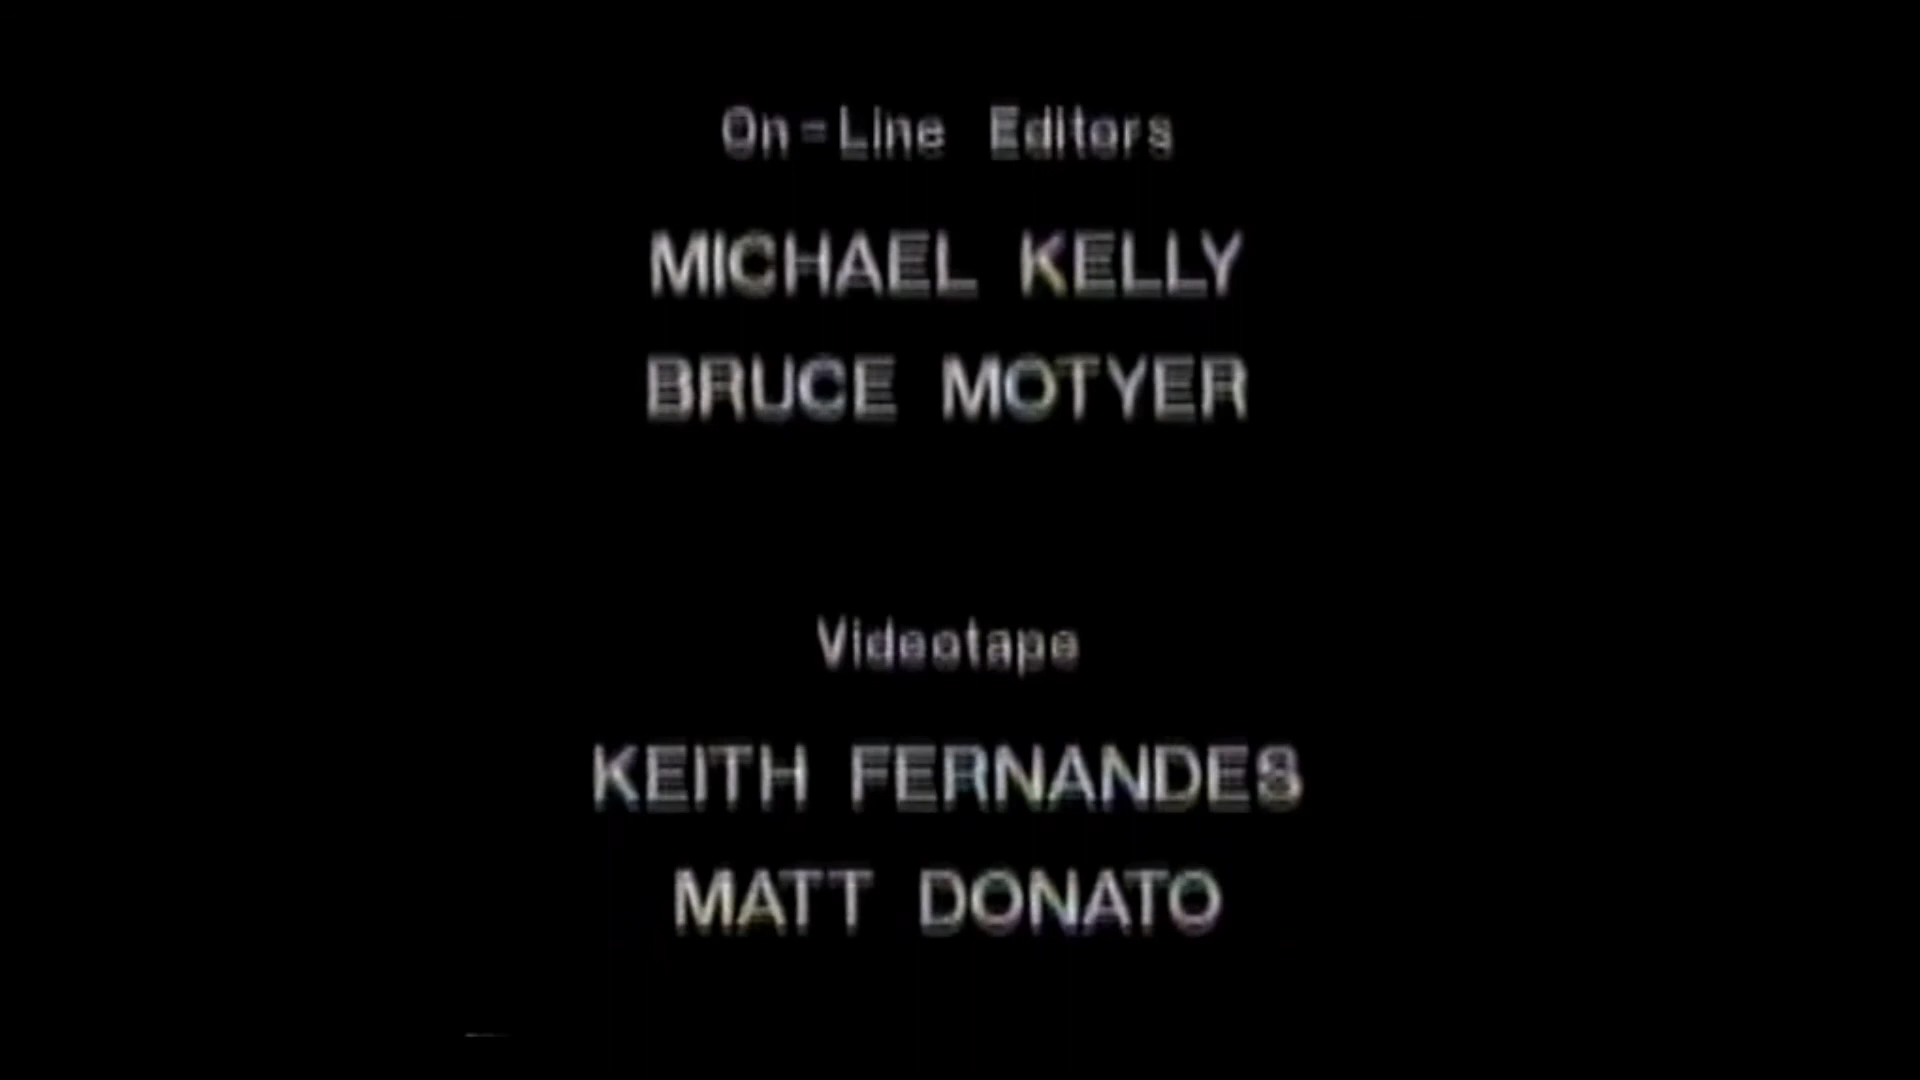 On-Line Editors
MICHAEL KELLY
BRUCE MOTYER
Videotape
KEITH FERNANDES
MATT DONATO